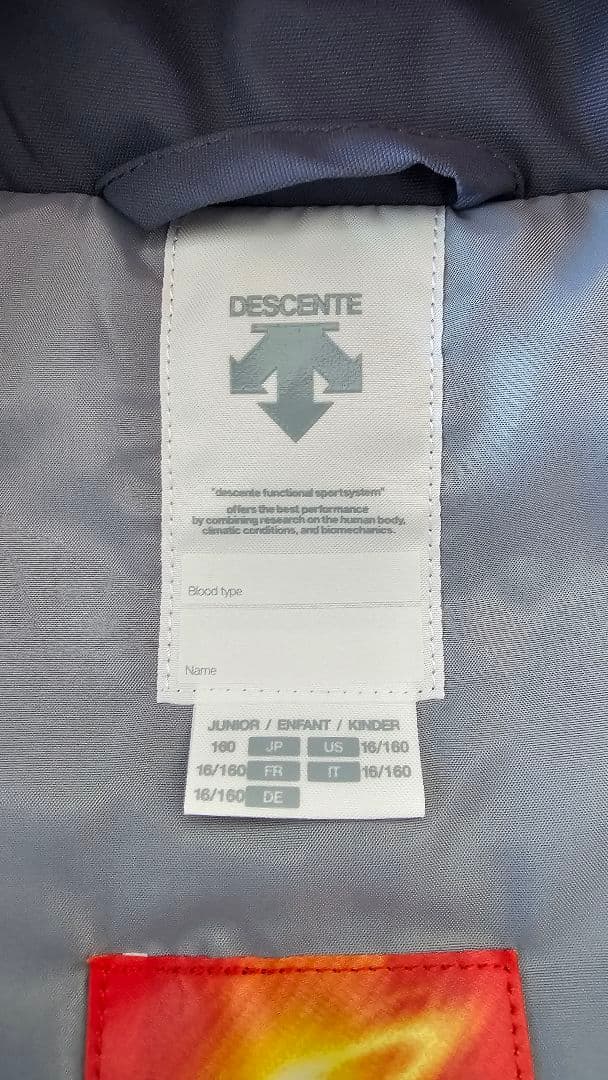 DESCENTE
"descente functional sportsystem"
offers the best performance
by combining research on the human body,
climatic conditions, and biomechanics.
Blood type
Name
JUNIOR / ENFANT / KINDER
160 JP US 16/160
16/160 FR IT 16/160
16/160 DE